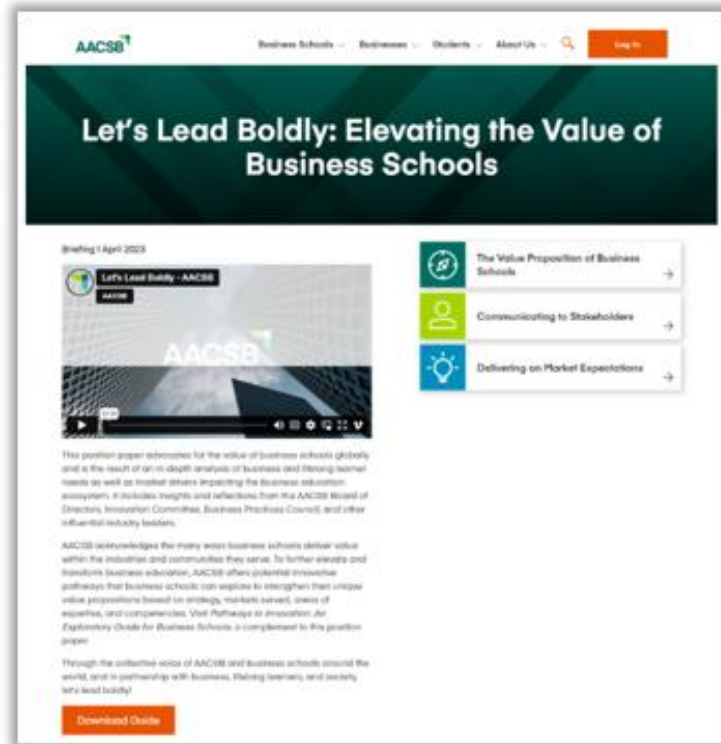 AACSB
Business Schools
Businesses
Students
About Us
Log In
Let's Lead Boldly: Elevating the Value of
Business Schools
Briefing | April 2023
Let's Lead Boldly - AACSB
AACSB
AACSB
The Value Proposition of Business
Schools
Communicating to Stakeholders
Delivering on Market Expectations
This position paper advocates for the value of business schools globally
and is the result of an in depth analysis of business and lifelong learner
needs as well as market drivers impacting the business education
ecosystem. It includes insights and reflections from the AACSB Board of
Directors, Innovation Committee, Business Practices Council, and other
influential industry leaders.
AACSB acknowledges the many ways business schools deliver value
within the industries and communities they serve. To further elevate and
transform business education, AACSB offers potential innovative
pathways that business schools can explore to strengthen their unique
value propositions based on strategy, markets served, areas of
expertise, and competencies. Visit Pathways to Innovation: An
Exploratory Guide for Business Schools, a complement to this position
paper.
Through the collective voice of AACSB and business schools around the
world, and in partnership with business, lifelong learners, and society,
let's lead boldly!
Download Guide